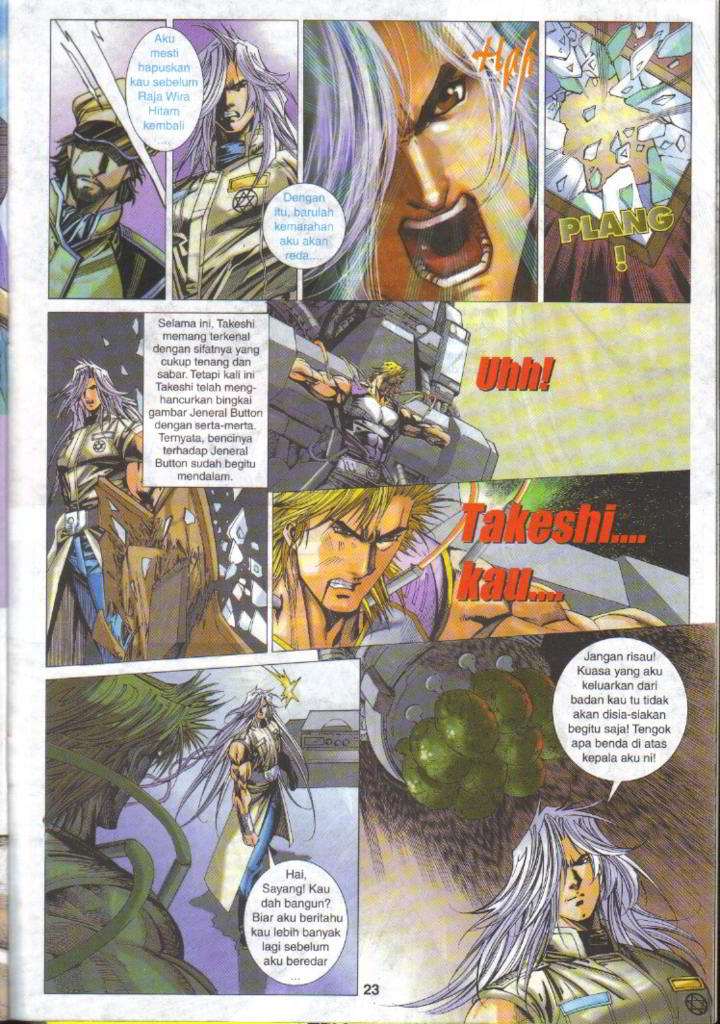 Aku
mesti
hapuskan
kau sebelum
Raja Wira
Hitam
kembali
....
Dengan
itu, barulah
kemarahan
aku akan
reda....
Hph
PLANG
!
Selama ini, Takeshi
memang terkenal
dengan sifatnya yang
cukup tenang dan
sabar. Tetapi kali ini
Takeshi telah meng-
hancurkan bingkai
gambar Jeneral Button
dengan serta-merta.
Ternyata, bencinya
terhadap Jeneral
Button sudah begitu
mendalam.
Uhh!
Takeshi....
kau....
Hai,
Sayang! Kau
dah bangun?
Biar aku beritahu
kau lebih banyak
lagi sebelum
aku beredar
...
Jangan risau!
Kuasa yang aku
keluarkan dari
badan kau tu tidak
akan disia-siakan
begitu saja! Tengok
apa benda di atas
kepala aku ni!
23